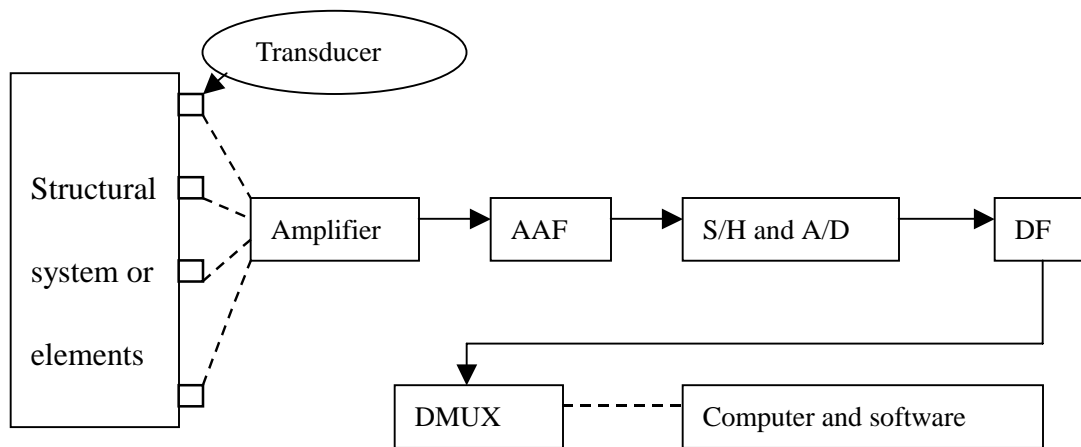 Transducer
Structural
system or
elements
Amplifier
AAF
S/H and A/D
DF
DMUX
Computer and software